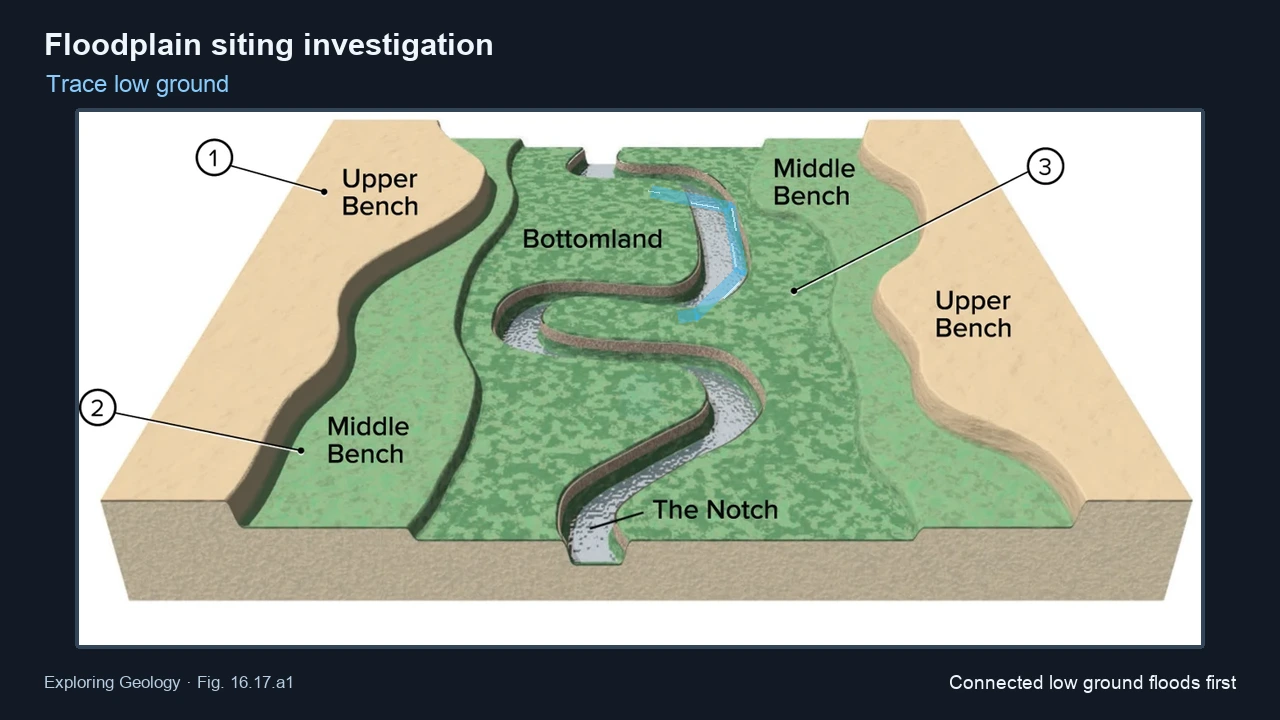 Floodplain siting investigation
Trace low ground
1
Upper
Bench
Middle
Bench
3
Bottomland
Upper
Bench
2
Middle
Bench
The Notch
Exploring Geology · Fig. 16.17.a1
Connected low ground floods first